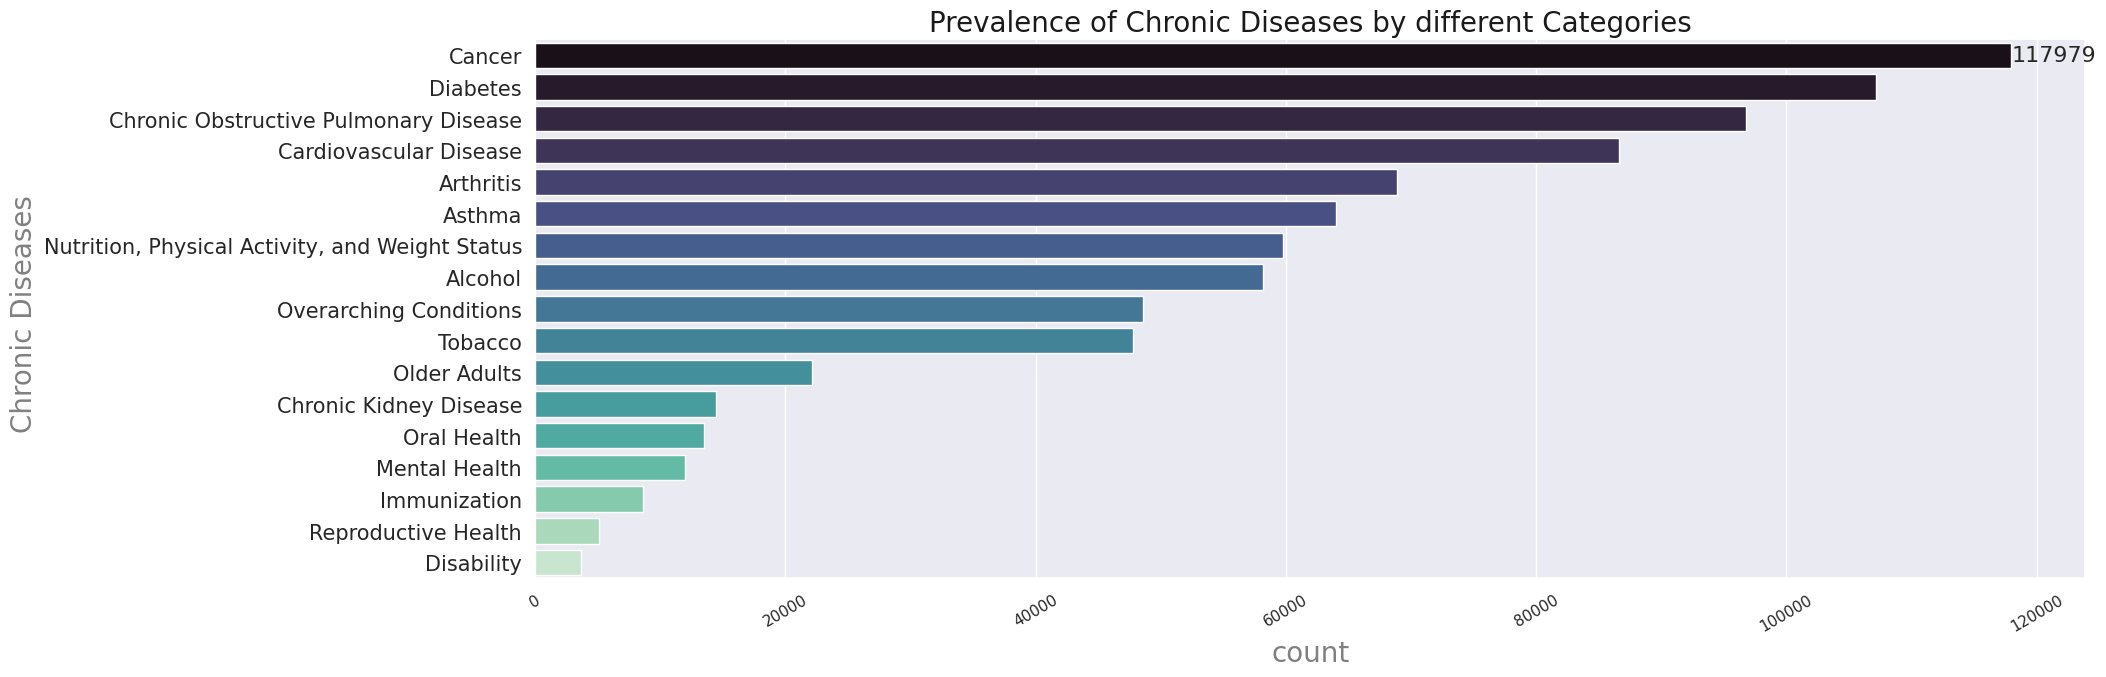 Prevalence of Chronic Diseases by different Categories
Cancer
117979
Diabetes
Chronic Obstructive Pulmonary Disease
Cardiovascular Disease
Arthritis
Asthma
Nutrition, Physical Activity, and Weight Status
Alcohol
Overarching Conditions
Tobacco
Older Adults
Chronic Kidney Disease
Oral Health
Mental Health
Immunization
Reproductive Health
Disability
Chronic Diseases
0
20000
40000
60000
80000
100000
120000
count